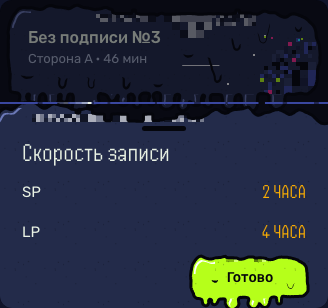 Без подписи №3
Сторона A • 46 мин
Скорость записи
SP
2 ЧАСА
LP
4 ЧАСА
Готово